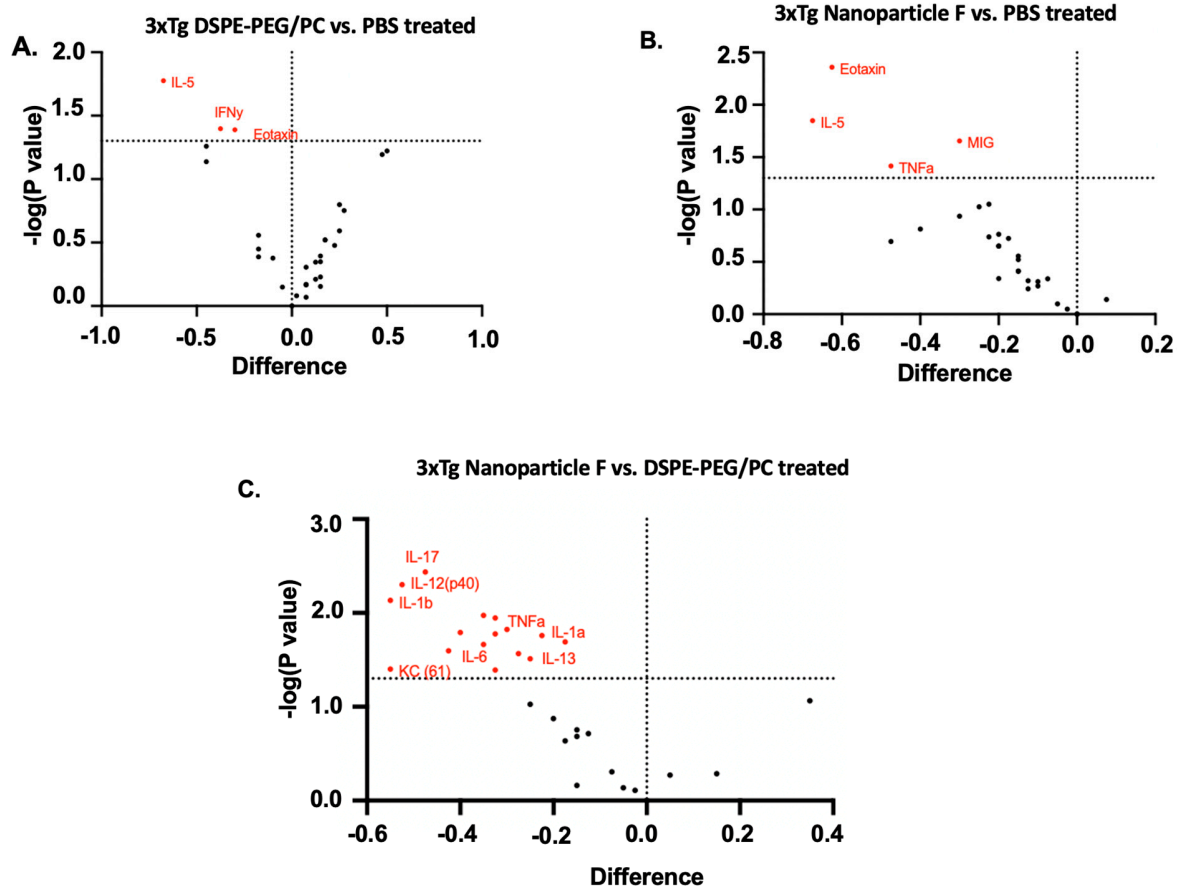 A.
3xTg DSPE-PEG/PC vs. PBS treated
2.0
IL-5
1.5
IFNy
Eotaxin
1.0
0.5
0.0
-log(P value)
-1.0 -0.5 0.0 0.5 1.0
Difference
B.
3xTg Nanoparticle F vs. PBS treated
2.5
Eotaxin
2.0
IL-5
MIG
1.5
TNFa
1.0
0.5
0.0
-log(P value)
-0.8 -0.6 -0.4 -0.2 0.0 0.2
Difference
C.
3xTg Nanoparticle F vs. DSPE-PEG/PC treated
3.0
IL-17
IL-12(p40)
IL-1b
2.0
TNFa
IL-1a
IL-6
IL-13
KC (61)
1.0
0.0
-log(P value)
-0.6 -0.4 -0.2 0.0 0.2 0.4
Difference